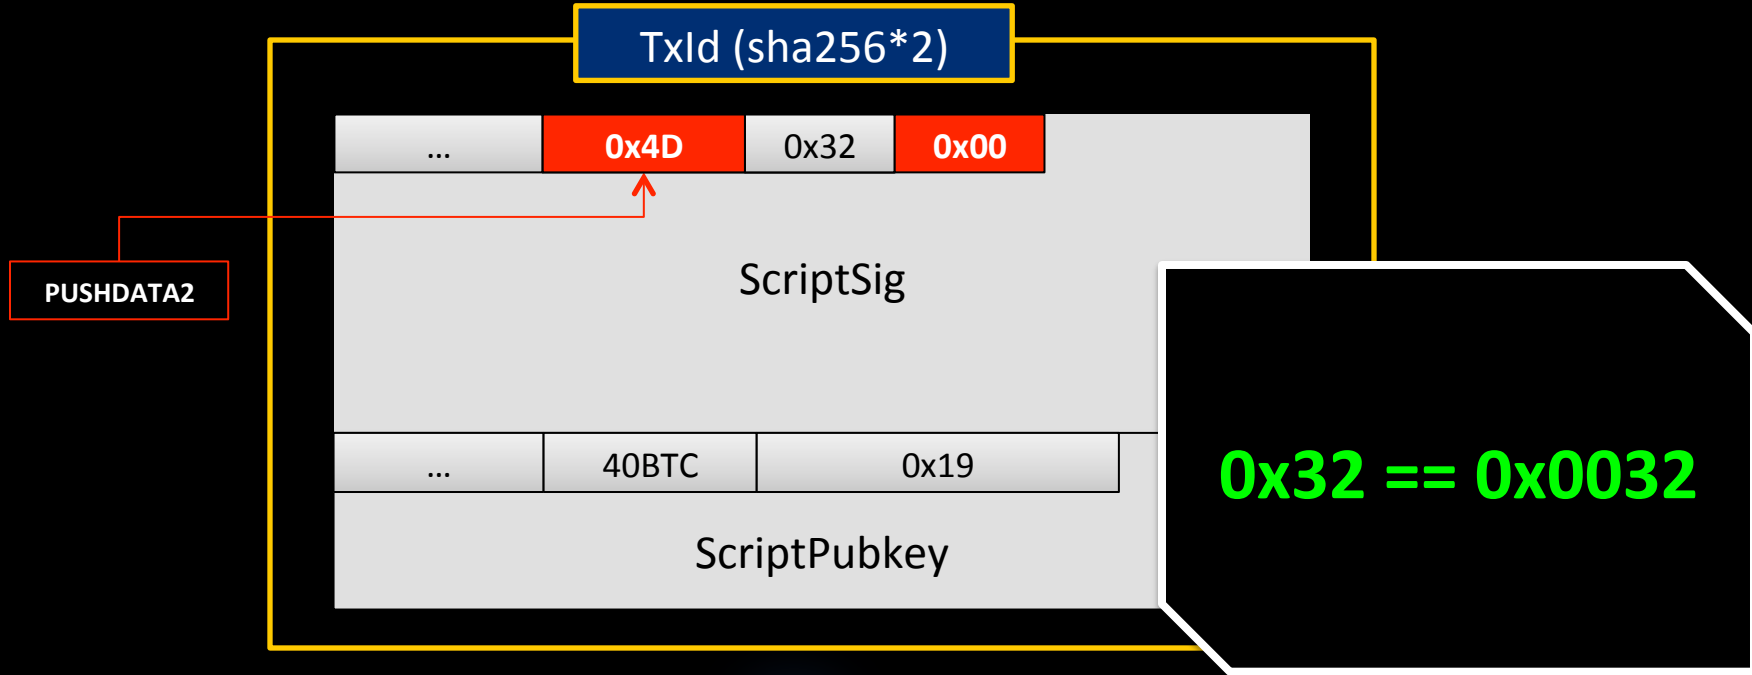 TxId (sha256*2)
... 0x4D 0x32 0x00
PUSHDATA2
ScriptSig
... 40BTC 0x19
0x32 == 0x0032
ScriptPubkey